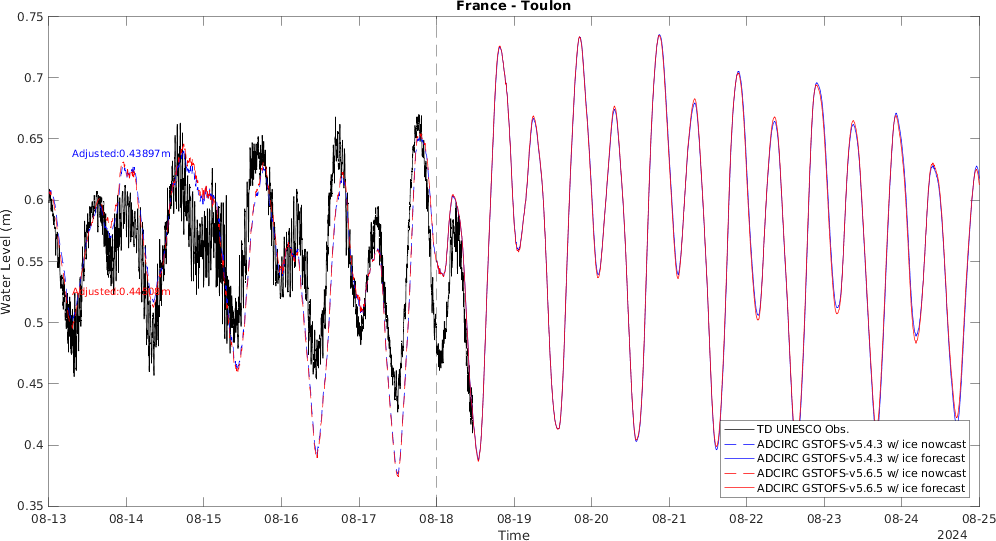 France - Toulon
0.75
0.7
0.65
0.6
0.55
0.5
0.45
0.4
0.35
Water Level (m)
Adjusted:0.43897m
08-13
08-14
08-15
08-16
08-17
08-18
08-19
08-20
08-21
08-22
08-23
08-24
08-25
Time
2024
TD UNESCO Obs.
ADCIRC GSTOFS-v5.4.3 w/ ice nowcast
ADCIRC GSTOFS-v5.4.3 w/ ice forecast
ADCIRC GSTOFS-v5.6.5 w/ ice nowcast
ADCIRC GSTOFS-v5.6.5 w/ ice forecast